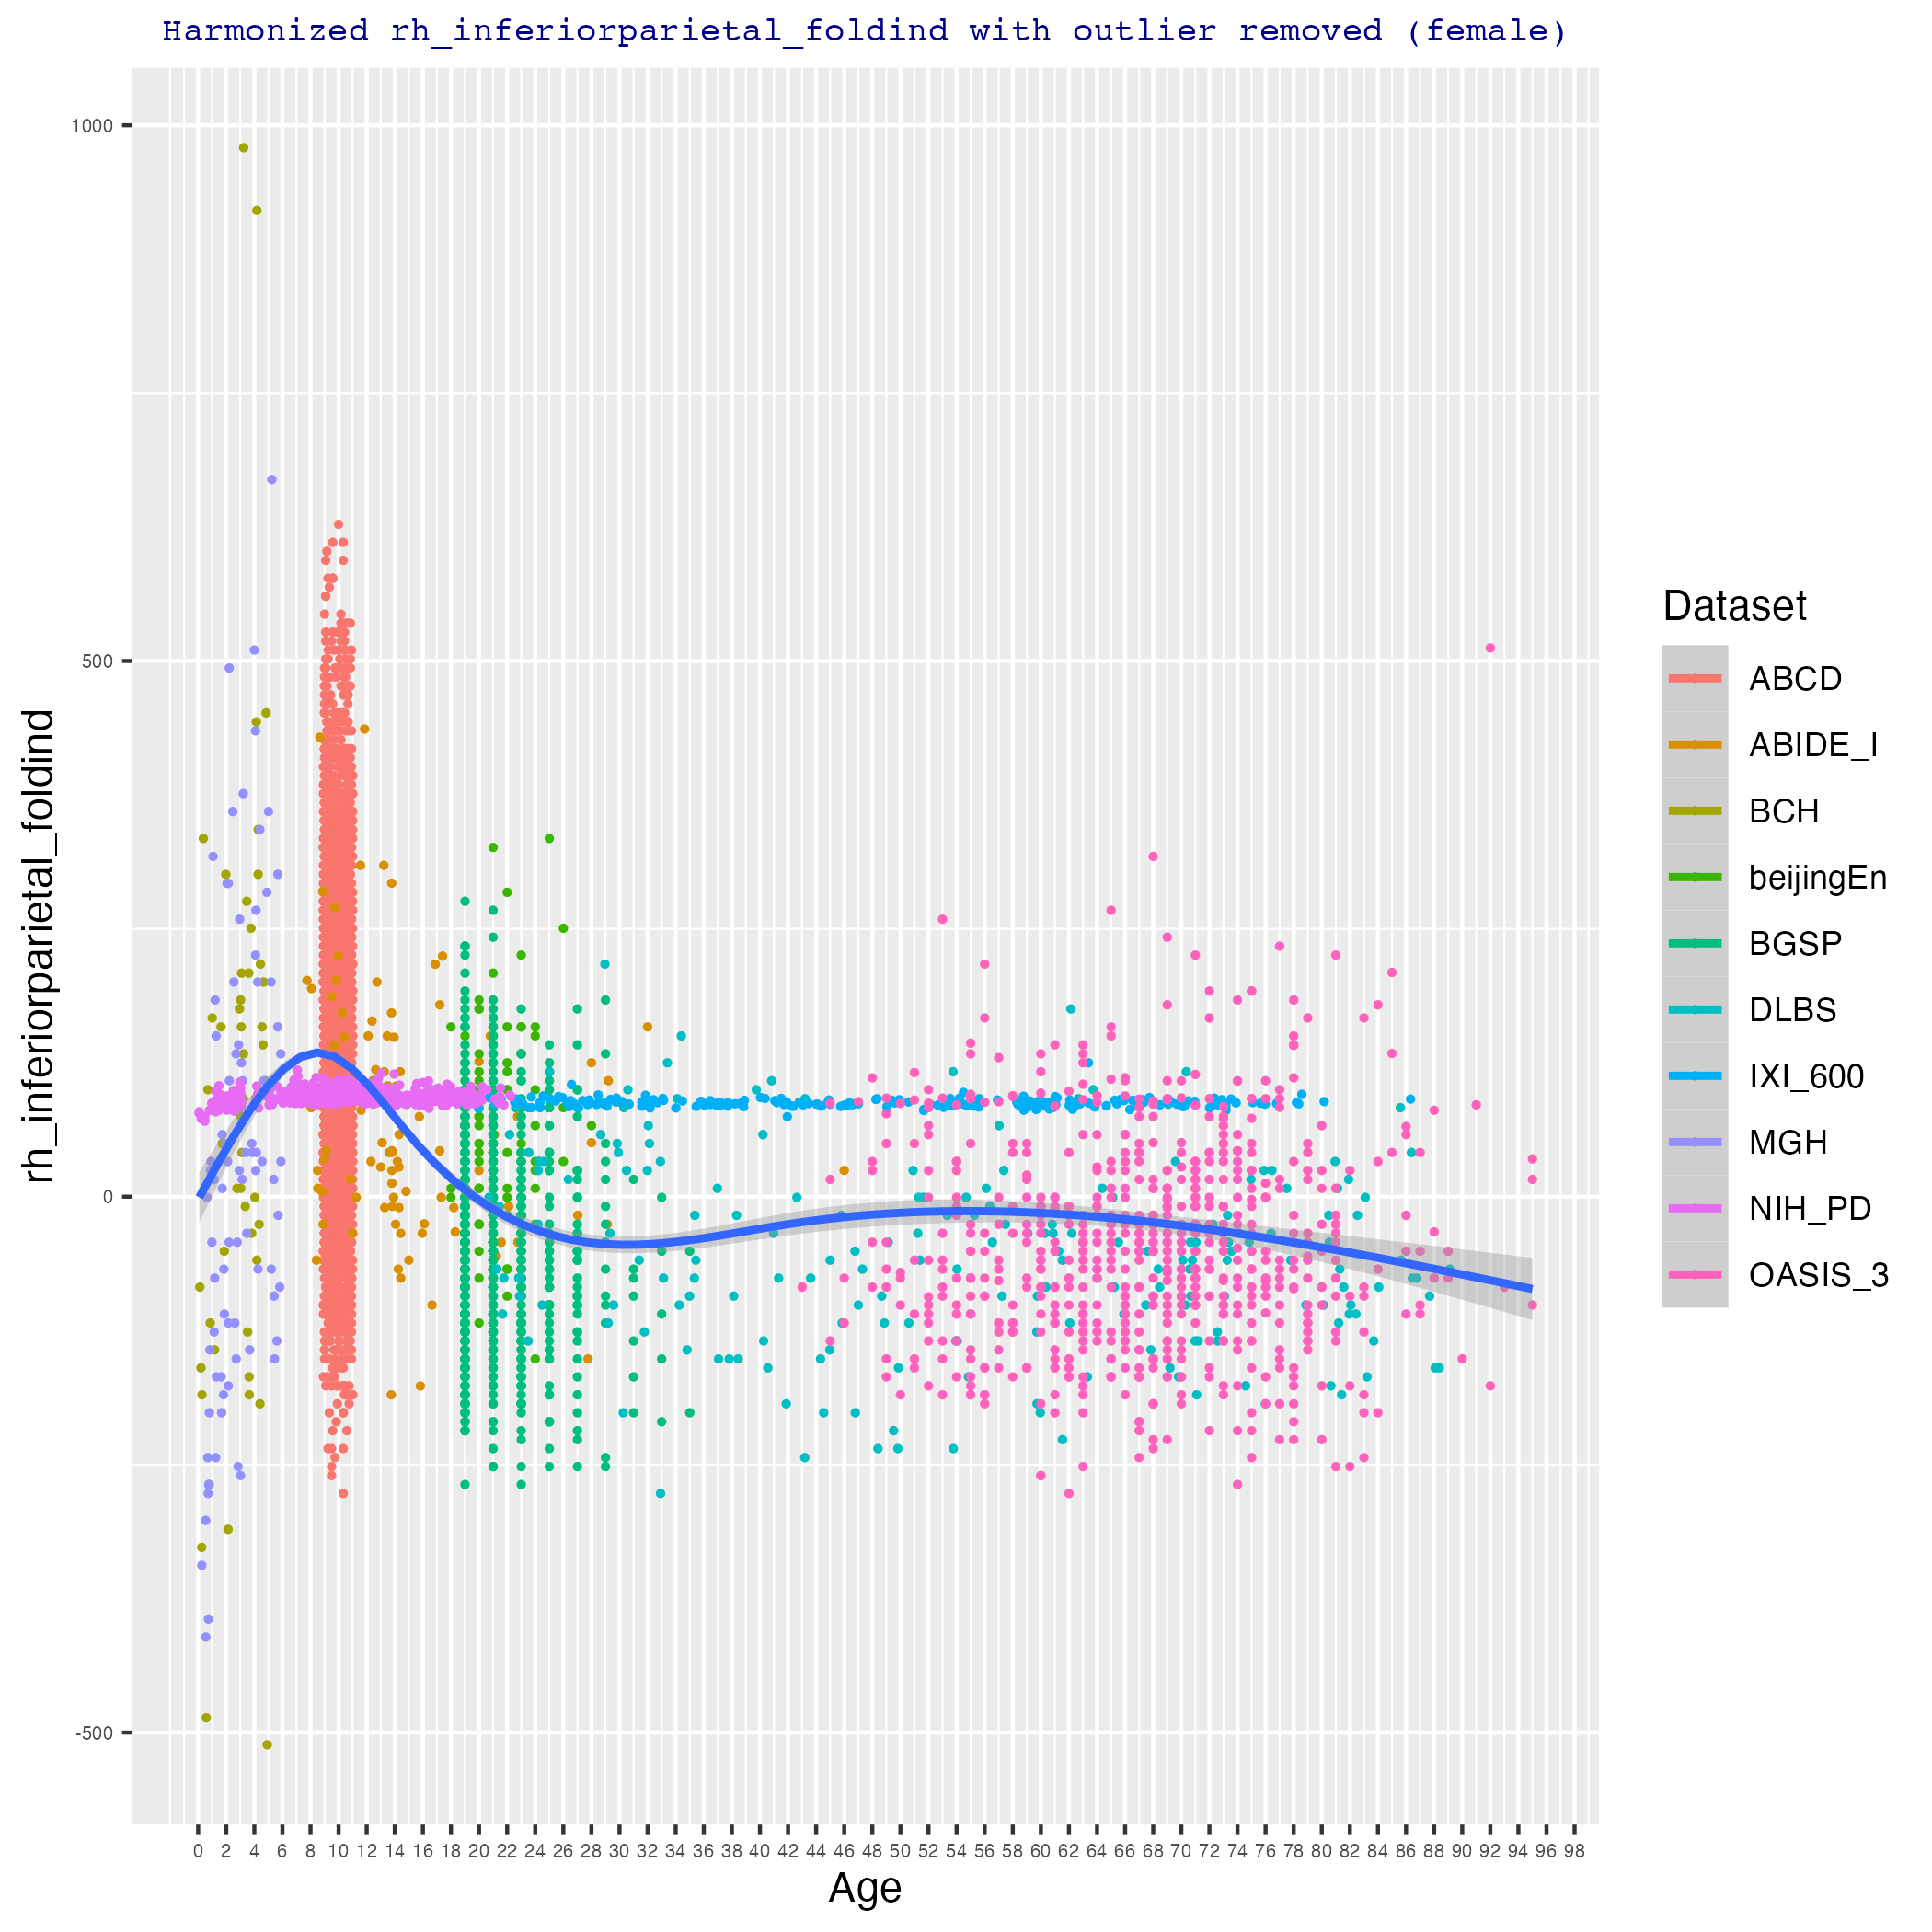 Harmonized rh_inferiorparietal_foldind with outlier removed (female)
1000
500
0
-500
rh_inferiorparietal_foldind
0 2 4 6 8 10 12 14 16 18 20 22 24 26 28 30 32 34 36 38 40 42 44 46 48 50 52 54 56 58 60 62 64 66 68 70 72 74 76 78 80 82 84 86 88 90 92 94 96 98
Age
Dataset
ABCD
ABIDE_I
BCH
beijingEn
BGSP
DLBS
IXI_600
MGH
NIH_PD
OASIS_3